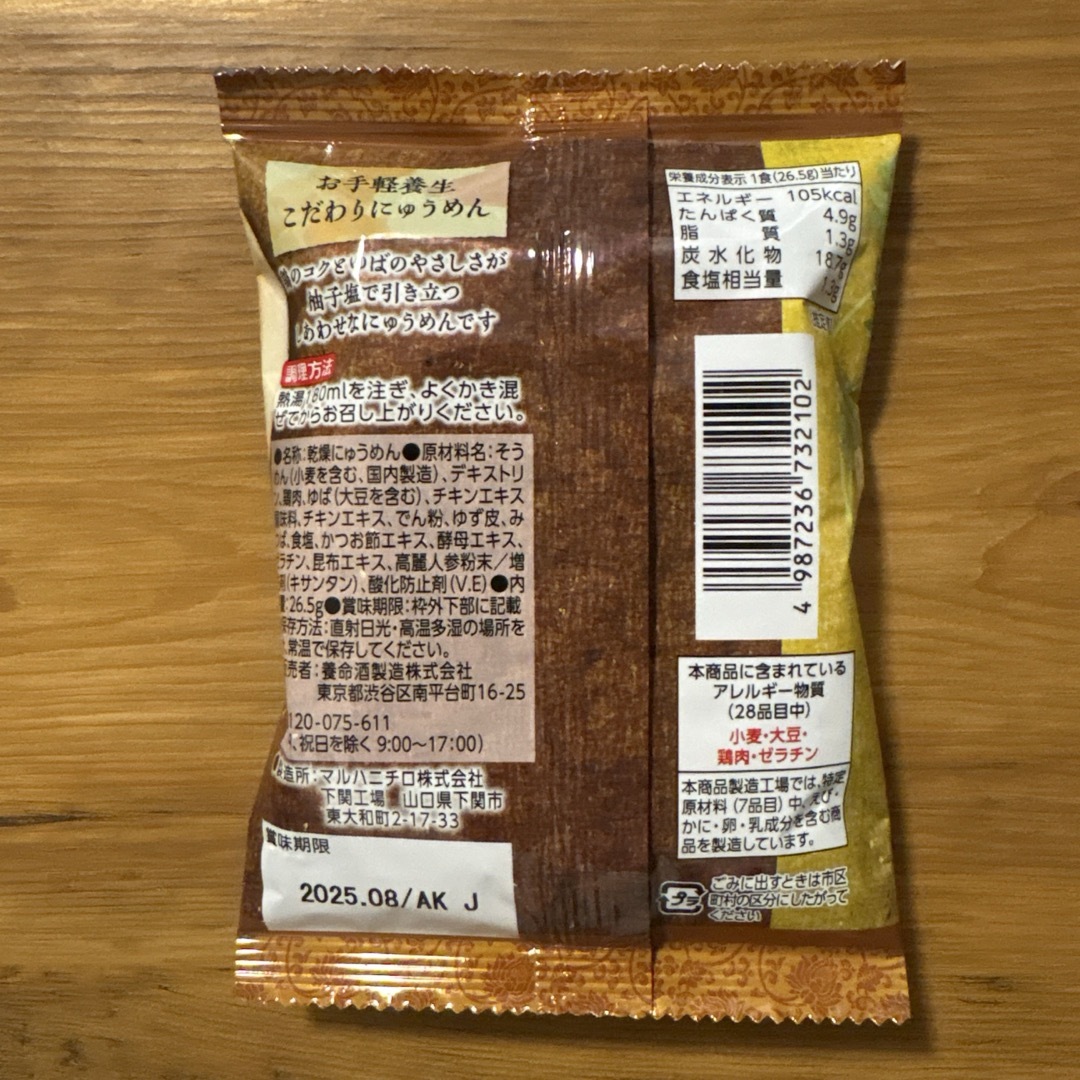 お手軽養生
こだわりにゅうめん
のコクとゆばのやさしさが
柚子塩で引き立つ
しあわせなにゅうめんです
調理方法
熱湯180mlを注ぎ、よくかき混
ぜてからお召し上がりください。
●名称:乾燥にゅうめん●原材料名:そう
めん(小麦を含む、国内製造)、デキストリ
ン、鶏肉、ゆば(大豆を含む)、チキンエキス
調味料、チキンエキス、でん粉、ゆず皮、み
つば、食塩、かつお節エキス、酵母エキス、
ゼラチン、昆布エキス、高麗人参粉末/増
剤(キサンタン)、酸化防止剤(V.E)●内
:26.5g●賞味期限:枠外下部に記載
保存方法:直射日光・高温多湿の場所を
、常温で保存してください。
販売者:養命酒製造株式会社
東京都渋谷区南平台町16-25
120-075-611
、祝日を除く 9:00〜17:00)
製造所:マルハニチロ株式会社
下関工場 山口県下関市
東大和町2-17-33
賞味期限
2025.08/AK J
栄養成分表示 1食(26.5g)当たり
エネルギー 105kcal
たんぱく質 4.9g
脂質 1.3g
炭水化物 18.7g
食塩相当量 1.3g
4 987236 732102
本商品に含まれている
アレルギー物質
(28品目中)
小麦・大豆・
鶏肉・ゼラチン
本商品製造工場では、特定
原材料(7品目)中、えび・
かに・卵・乳成分を含む商
品を製造しています。
プラ
ごみに出すときは市区
町村の区分にしたがって
ください